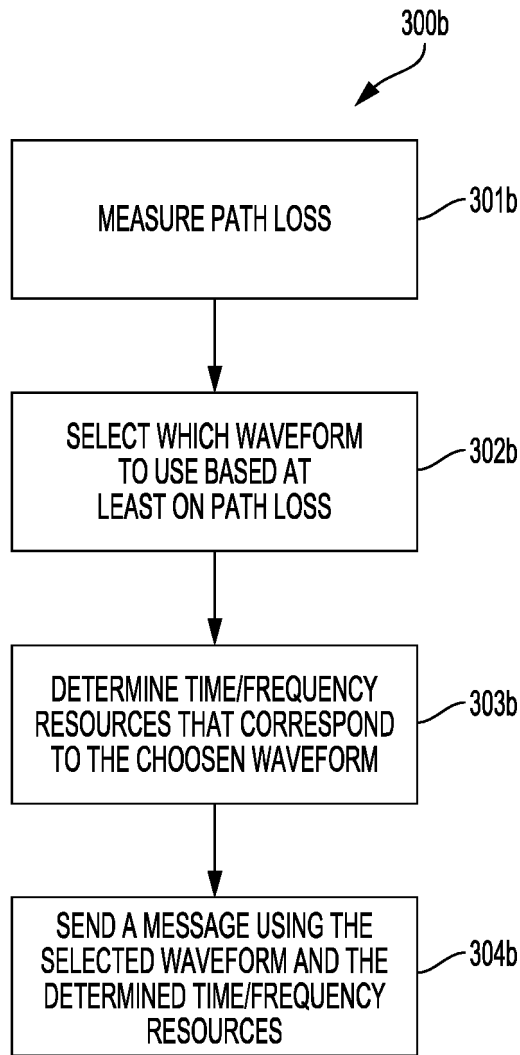 300b
MEASURE PATH LOSS
301b
SELECT WHICH WAVEFORM
TO USE BASED AT
LEAST ON PATH LOSS
302b
DETERMINE TIME/FREQUENCY
RESOURCES THAT CORRESPOND
TO THE CHOOSEN WAVEFORM
303b
SEND A MESSAGE USING THE
SELECTED WAVEFORM AND THE
DETERMINED TIME/FREQUENCY
RESOURCES
304b